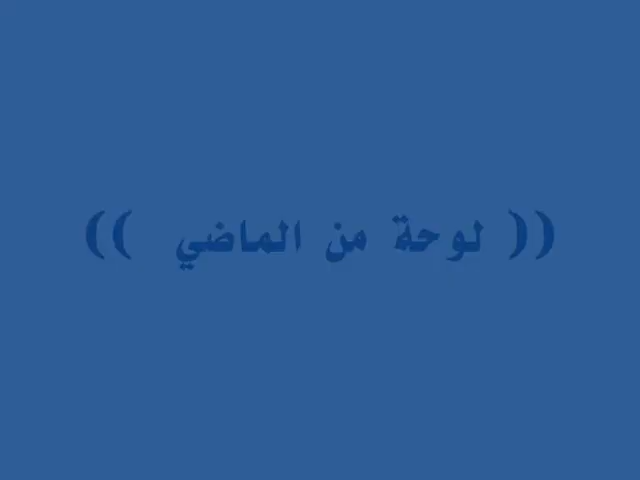 (( لوحة من الماضي ))